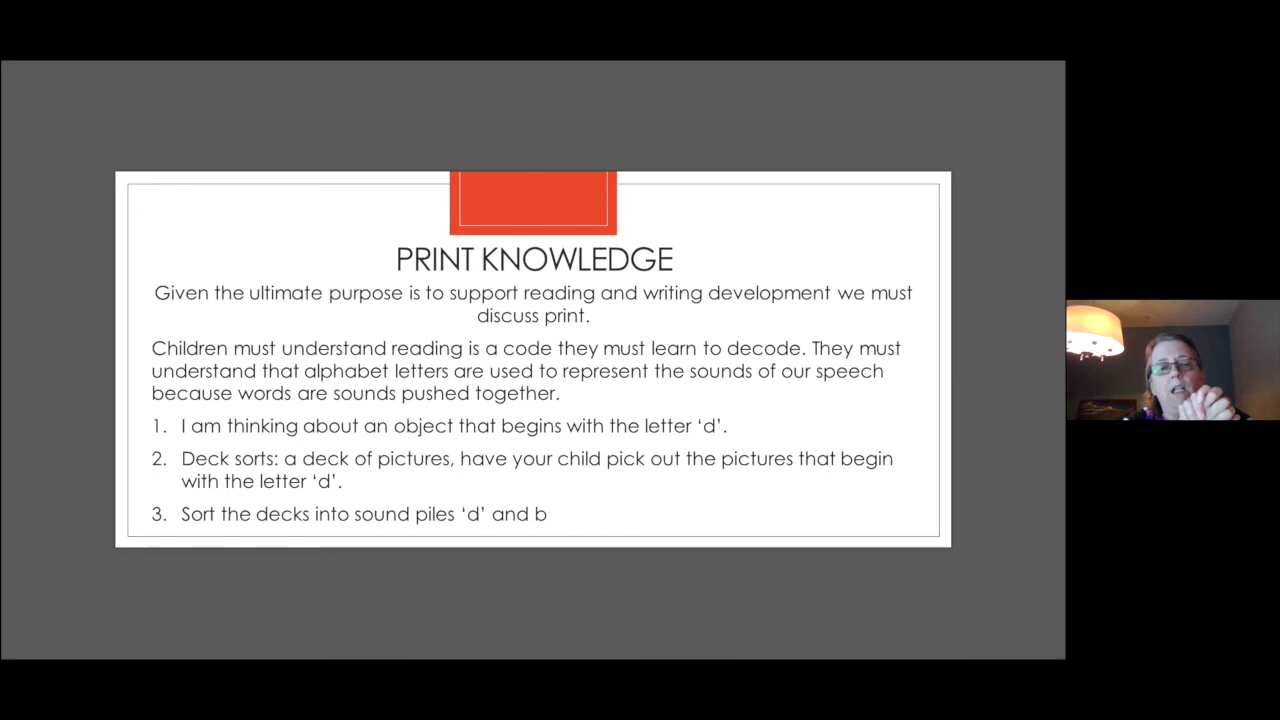 PRINT KNOWLEDGE
Given the ultimate purpose is to support reading and writing development we must
discuss print.
Children must understand reading is a code they must learn to decode. They must
understand that alphabet letters are used to represent the sounds of our speech
because words are sounds pushed together.
1. I am thinking about an object that begins with the letter ‘d’.
2. Deck sorts: a deck of pictures, have your child pick out the pictures that begin
with the letter ‘d’.
3. Sort the decks into sound piles ‘d’ and b